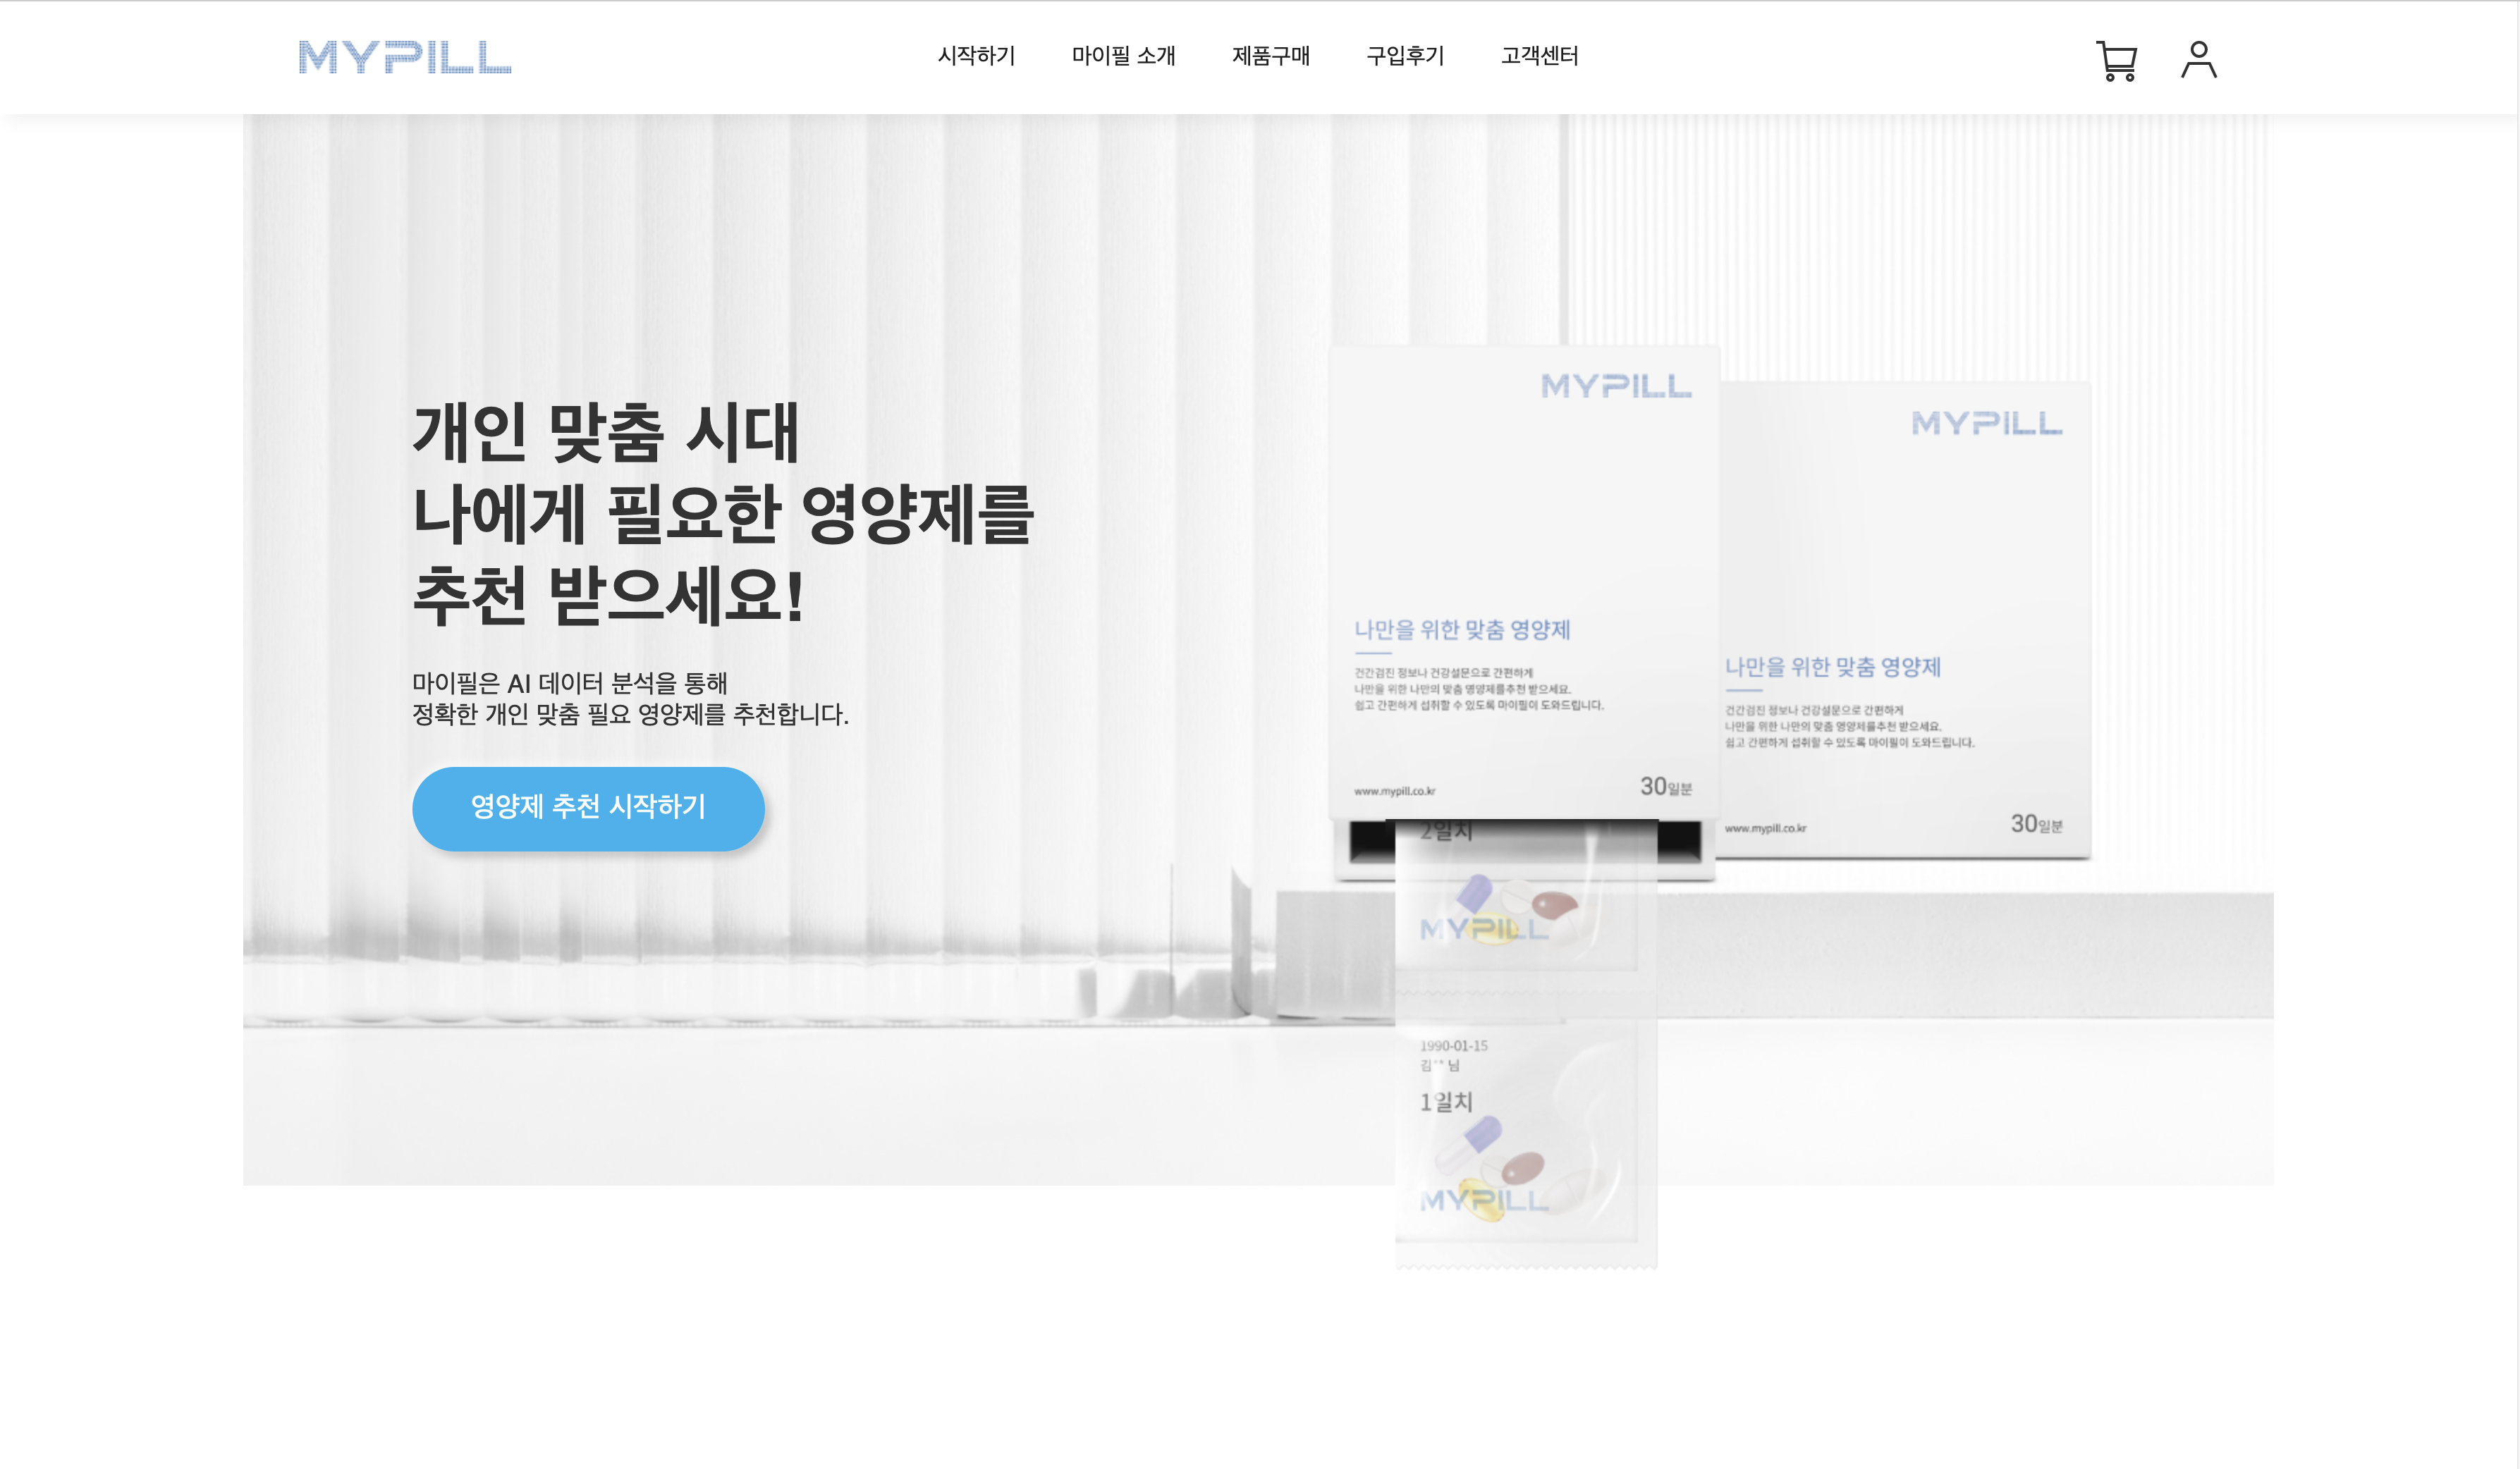 MYPILL
시작하기
마이필 소개
제품구매
구입후기
고객센터
개인 맞춤 시대
나에게 필요한 영양제를
추천 받으세요!
마이필은 AI 데이터 분석을 통해
정확한 개인 맞춤 필요 영양제를 추천합니다.
영양제 추천 시작하기
MYPILL
나만을 위한 맞춤 영양제
건간검진 정보나 건강설문으로 간편하게
나만을 위한 나만의 맞춤 영양제를추천 받으세요.
쉽고 간편하게 섭취할 수 있도록 마이필이 도와드립니다.
www.mypill.co.kr
30일분
MYPILL
나만을 위한 맞춤 영양제
건간검진 정보나 건강설문으로 간편하게
나만을 위한 나만의 맞춤 영양제를추천 받으세요.
쉽고 간편하게 섭취할 수 있도록 마이필이 도와드립니다.
www.mypill.co.kr
30일분
2일치
MYPILL
1990-01-15
김** 님
1일치
MYPILL